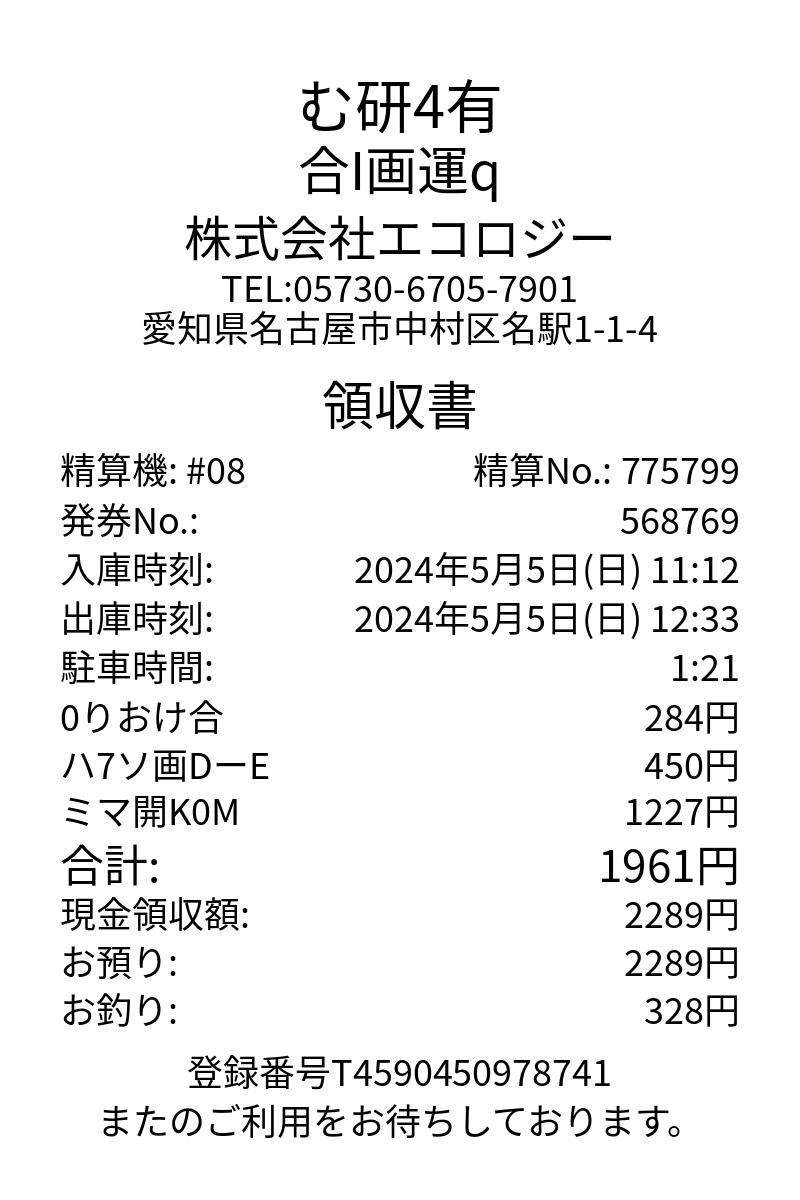 む研4有
合l画運q
株式会社エコロジー
TEL:05730-6705-7901
愛知県名古屋市中村区名駅1-1-4
領収書
精算機: #08 精算No.: 775799
発券No.: 568769
入庫時刻: 2024年5月5日(日) 11:12
出庫時刻: 2024年5月5日(日) 12:33
駐車時間: 1:21
0りおけ合 284円
ハ7ソ画DーE 450円
ミマ開K0M 1227円
合計: 1961円
現金領収額: 2289円
お預り: 2289円
お釣り: 328円
登録番号T4590450978741
またのご利用をお待ちしております。